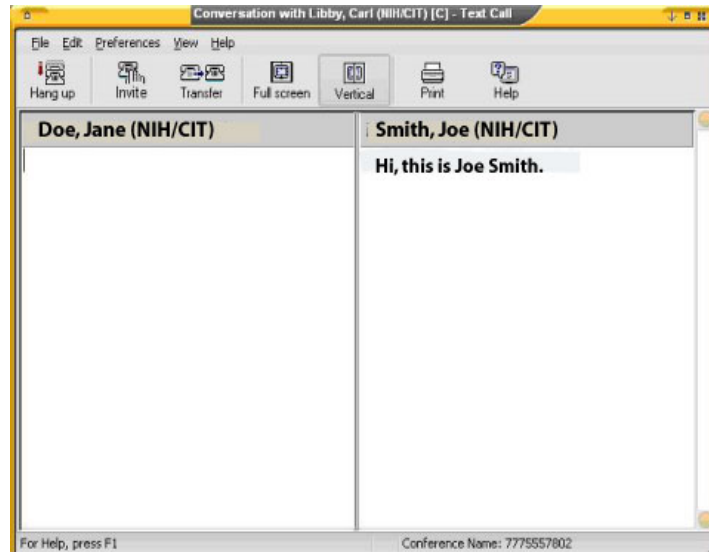 Conversation with Libby, Carl (NIH/CIT) [C] - Text Call
File Edit Preferences View Help
Hang up Invite Transfer Full screen Vertical Print Help
Doe, Jane (NIH/CIT) Smith, Joe (NIH/CIT)
Hi, this is Joe Smith.
For Help, press F1 Conference Name: 7775557802